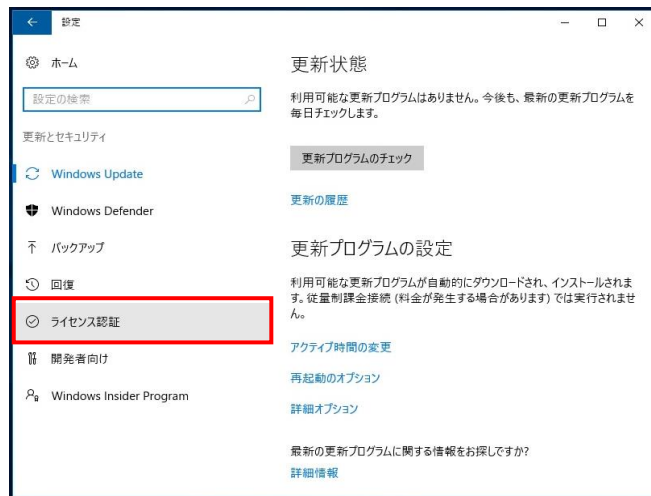 設定
ホーム
設定の検索
更新とセキュリティ
Windows Update
Windows Defender
バックアップ
回復
ライセンス認証
開発者向け
Windows Insider Program
更新状態
利用可能な更新プログラムはありません。今後も、最新の更新プログラムを
毎日チェックします。
更新プログラムのチェック
更新の履歴
更新プログラムの設定
利用可能な更新プログラムが自動的にダウンロードされ、インストールされま
す。従量制課金接続 (料金が発生する場合があります) では実行されませ
ん。
アクティブ時間の変更
再起動のオプション
詳細オプション
最新の更新プログラムに関する情報をお探しですか?
詳細情報